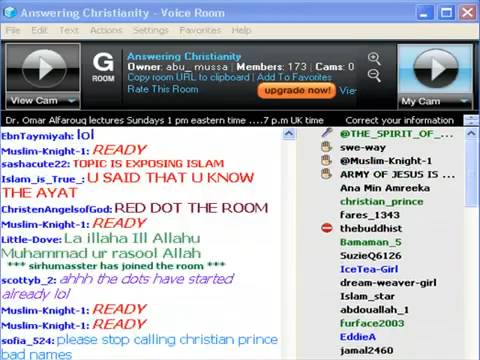 Answering Christianity - Voice Room
File Edit Text Actions Settings Favorites Help
G ROOM
Answering Christianity
Owner: abu_mussa | Members: 173 | Cams: 0
Copy room URL to clipboard | Add To Favorites
Rate This Room
upgrade now!
View Cam
My Cam
Dr. Omar Alfarouq lectures Sundays 1 pm eastern time ....7 p.m UK time Correct your information
EbnTaymiyah: lol
Muslim-Knight-1: READY
sashacute22: TOPIC IS EXPOSING ISLAM
Islam_is_True_: U SAID THAT U KNOW
THE AYAT
ChristenAngelsofGod: RED DOT THE ROOM
Muslim-Knight-1: READY
Little-Dove: La illaha Ill Allahu
Muhammad ur rasool Allah
*** sirhumasster has joined the room ***
scottyb_2: ahhh the dots have started
already lol
Muslim-Knight-1: READY
Muslim-Knight-1: READY
sofia_524: please stop calling christian prince
bad names
@THE_SPIRIT_OF_...
swe-way
@Muslim-Knight-1
ARMY OF JESUS IS ...
Ana Min Amreeka
christian_prince
fares_1343
thebuddhist
Bamaman_5
SuzieQ6126
IceTea-Girl
dream-weaver-girl
Islam_star
abdouallah_1
furface2003
EddieA
jamal2460